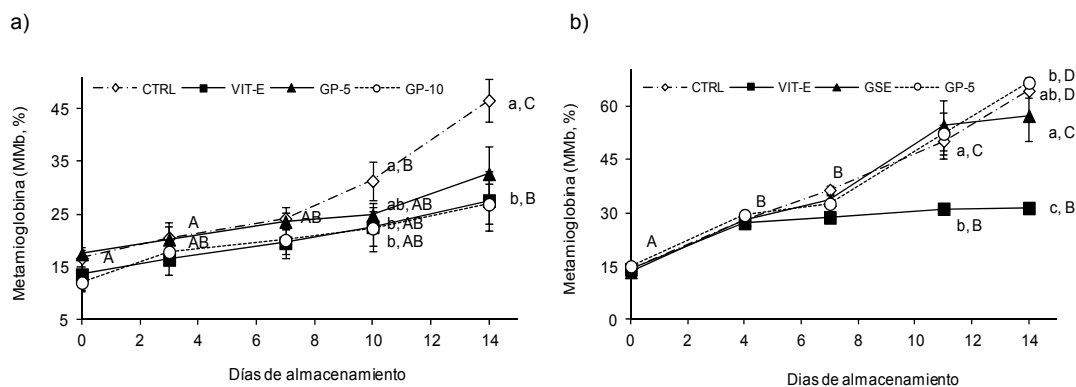 a)
CTRL VIT-E GP-5 GP-10
Metamioglobina (MMb, %)
45
35
25
15
5
a, C
a, B
A
AB
ab, AB
b, B
A
AB
b, AB
b, AB
0 2 4 6 8 10 12 14
Días de almacenamiento
b)
CTRL VIT-E GSE GP-5
Metamioglobina (MMb, %)
60
45
30
15
0
b, D
ab, D
a, C
a, C
B
B
A
b, B
c, B
0 2 4 6 8 10 12 14
Dias de almacenamiento